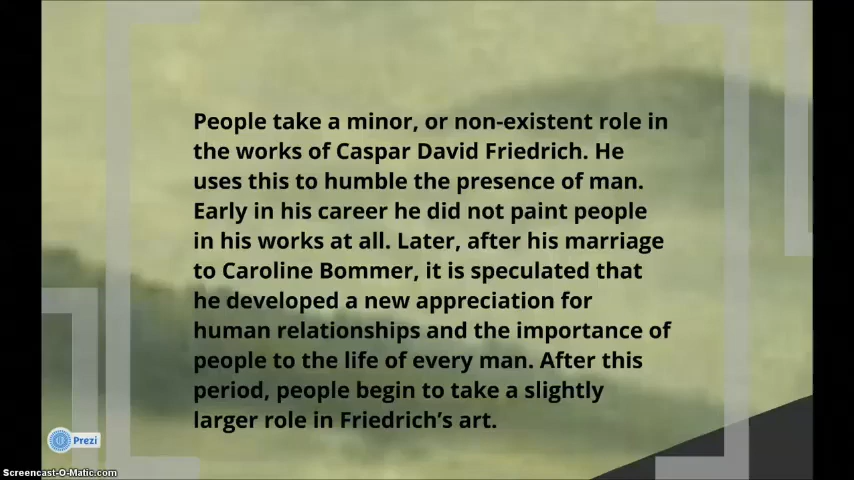 People take a minor, or non-existent role in
the works of Caspar David Friedrich. He
uses this to humble the presence of man.
Early in his career he did not paint people
in his works at all. Later, after his marriage
to Caroline Bommer, it is speculated that
he developed a new appreciation for
human relationships and the importance of
people to the life of every man. After this
period, people begin to take a slightly
larger role in Friedrich’s art.
Prezi
Screencast-O-Matic.com